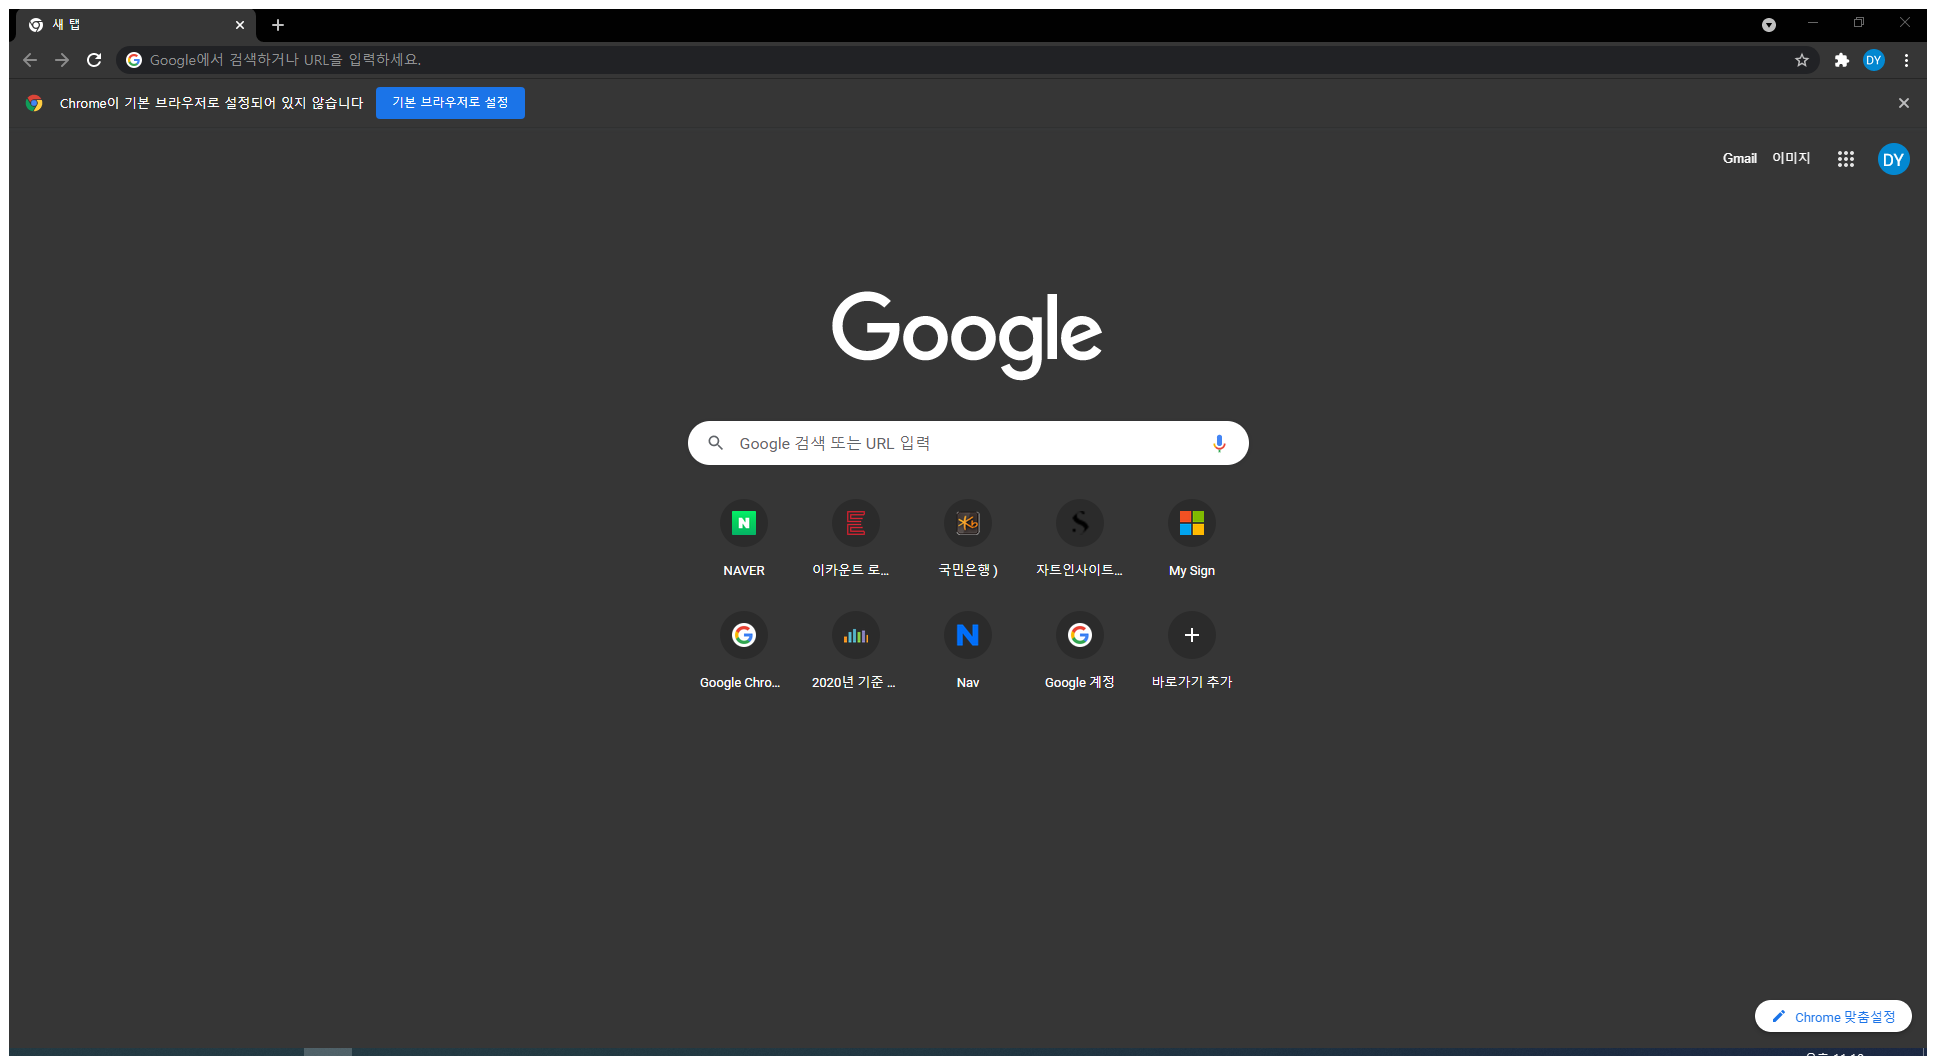 새 탭
Google에서 검색하거나 URL을 입력하세요.
DY
Chrome이 기본 브라우저로 설정되어 있지 않습니다
기본 브라우저로 설정
Gmail
이미지
DY
Google
Google 검색 또는 URL 입력
NAVER
이카운트 로...
국민은행 )
자트인사이트...
My Sign
Google Chro...
2020년 기준 ...
Nav
Google 계정
바로가기 추가
Chrome 맞춤설정